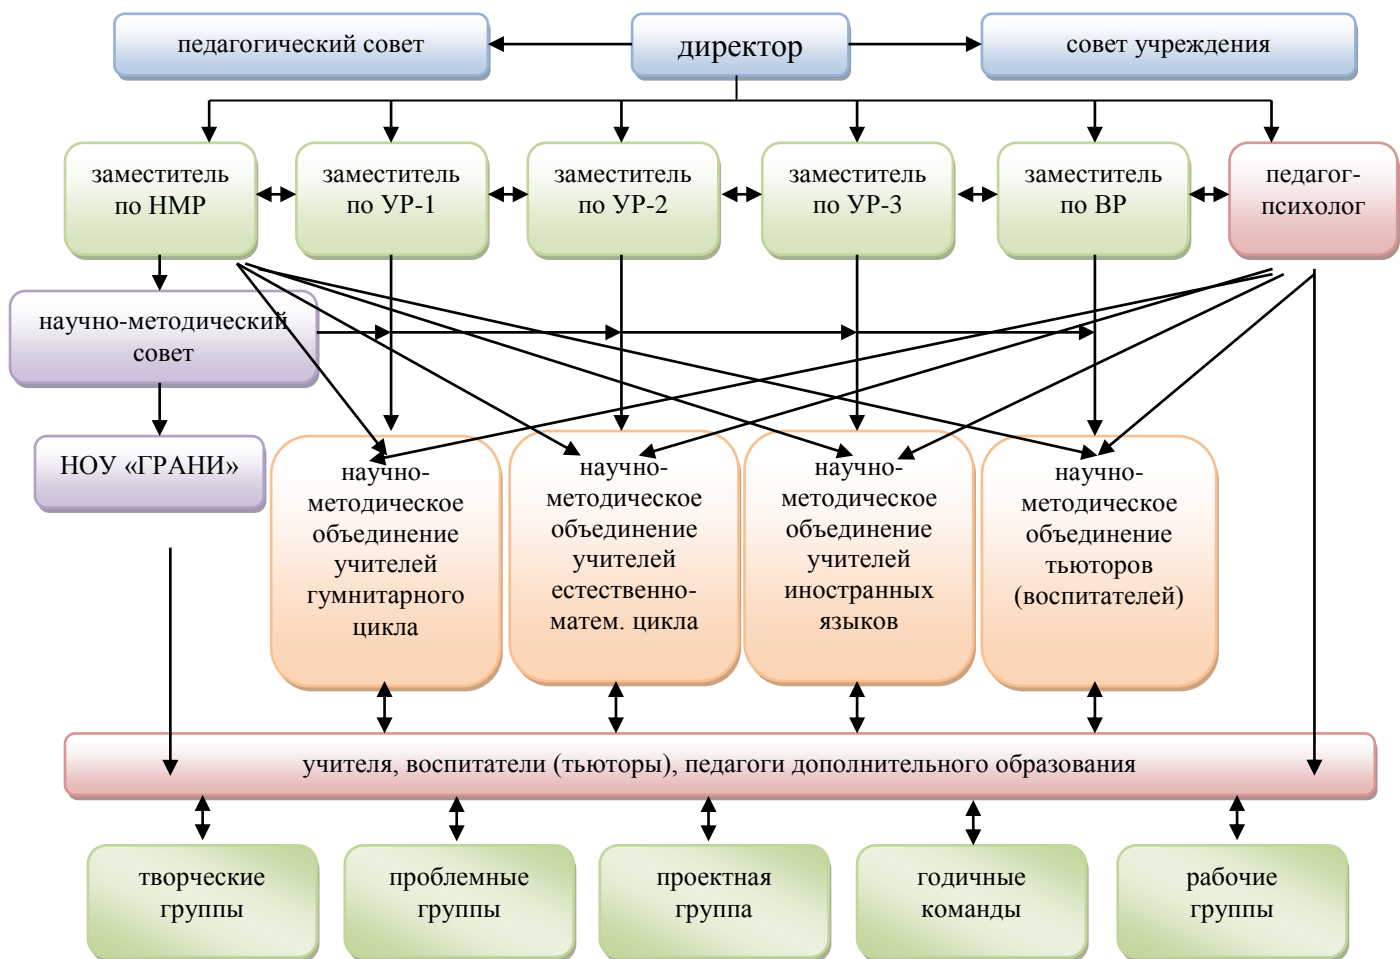 педагогический совет
директор
совет учреждения
заместитель
по НМР
заместитель
по УР-1
заместитель
по УР-2
заместитель
по УР-3
заместитель
по ВР
педагог-
психолог
научно-методический
совет
НОУ «ГРАНИ»
научно-
методическое
объединение
учителей
гумнитарного
цикла
научно-
методическое
объединение
учителей
естественно-
матем. цикла
научно-
методическое
объединение
учителей
иностранных
языков
научно-
методическое
объединение
тьюторов
(воспитателей)
учителя, воспитатели (тьюторы), педагоги дополнительного образования
творческие
группы
проблемные
группы
проектная
группа
годичные
команды
рабочие
группы